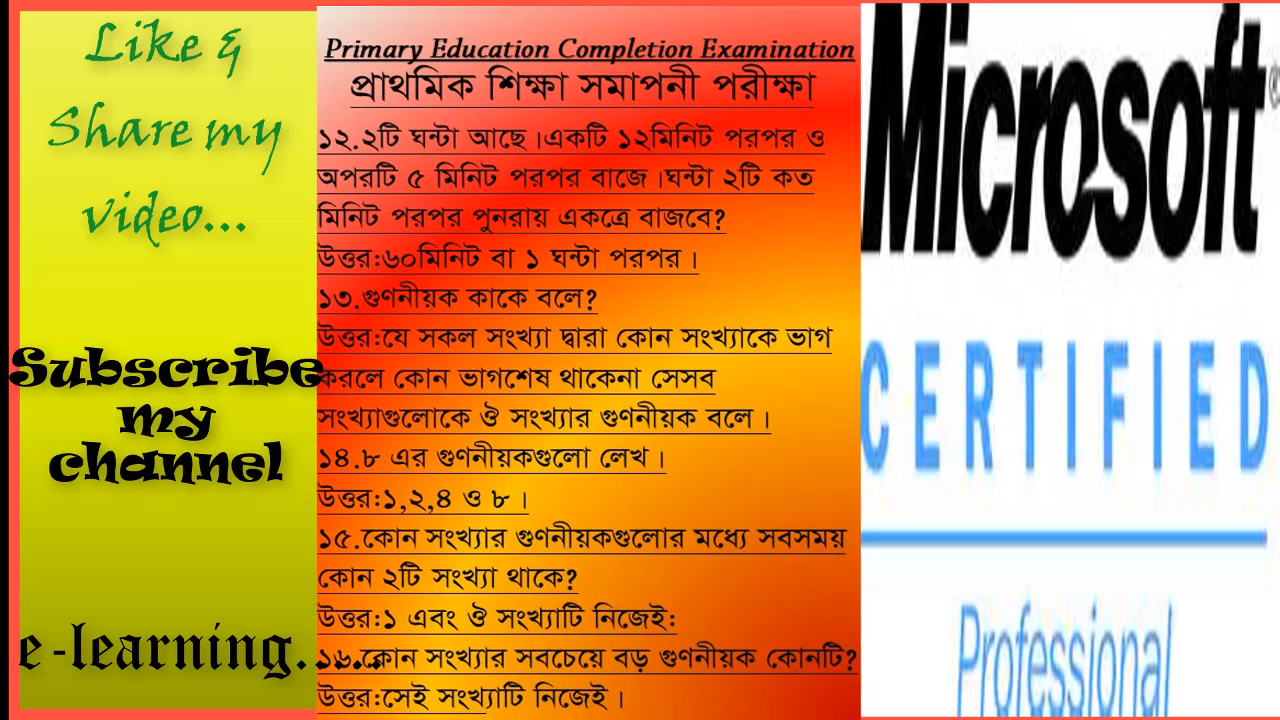 Like &
Share my
video...
Subscribe
my
channel
e-learning......
Primary Education Completion Examination
প্রাথমিক শিক্ষা সমাপনী পরীক্ষা
১২.২টি ঘন্টা আছে।একটি ১২মিনিট পরপর ও
অপরটি ৫ মিনিট পরপর বাজে।ঘন্টা ২টি কত
মিনিট পরপর পুনরায় একত্রে বাজবে?
উত্তর:৬০মিনিট বা ১ ঘন্টা পরপর।
১৩.গুণনীয়ক কাকে বলে?
উত্তর:যে সকল সংখ্যা দ্বারা কোন সংখ্যাকে ভাগ
করলে কোন ভাগশেষ থাকেনা সেসব
সংখ্যাগুলোকে ঔ সংখ্যার গুণনীয়ক বলে।
১৪.৮ এর গুণনীয়কগুলো লেখ।
উত্তর:১,২,৪ ও ৮।
১৫.কোন সংখ্যার গুণনীয়কগুলোর মধ্যে সবসময়
কোন ২টি সংখ্যা থাকে?
উত্তর:১ এবং ঔ সংখ্যাটি নিজেই:
১৬.কোন সংখ্যার সবচেয়ে বড় গুণনীয়ক কোনটি?
উত্তর:সেই সংখ্যাটি নিজেই।
Microsoft®
CERTIFIED
Professional